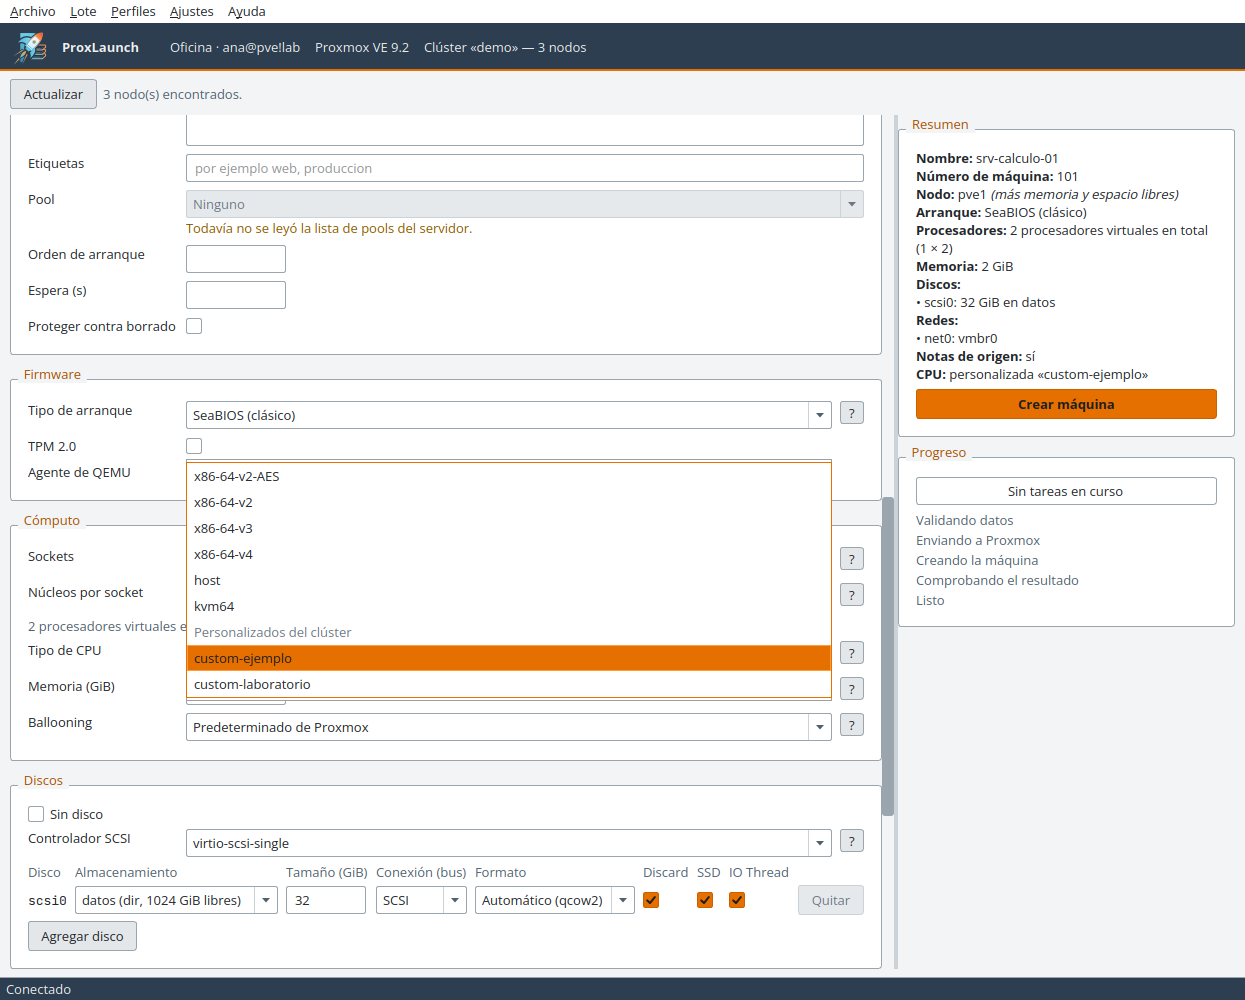 Archivo Lote Perfiles Ajustes Ayuda
ProxLaunch Oficina · ana@pve!lab Proxmox VE 9.2 Clúster «demo» — 3 nodos
Actualizar 3 nodo(s) encontrados.
Etiquetas por ejemplo web, produccion
Pool Ninguno
Todavía no se leyó la lista de pools del servidor.
Orden de arranque
Espera (s)
Proteger contra borrado
Firmware
Tipo de arranque SeaBIOS (clásico) ?
TPM 2.0
Agente de QEMU
x86-64-v2-AES
x86-64-v2
x86-64-v3
x86-64-v4
host
kvm64
Personalizados del clúster
custom-ejemplo
custom-laboratorio
Cómputo
Sockets ?
Núcleos por socket ?
2 procesadores virtuales e
Tipo de CPU ?
Memoria (GiB) ?
Ballooning Predeterminado de Proxmox ?
Discos
Sin disco
Controlador SCSI virtio-scsi-single ?
Disco Almacenamiento Tamaño (GiB) Conexión (bus) Formato Discard SSD IO Thread
scsi0 datos (dir, 1024 GiB libres) 32 SCSI Automático (qcow2) Quitar
Agregar disco
Resumen
Nombre: srv-calculo-01
Número de máquina: 101
Nodo: pve1 (más memoria y espacio libres)
Arranque: SeaBIOS (clásico)
Procesadores: 2 procesadores virtuales en total
(1 × 2)
Memoria: 2 GiB
Discos:
• scsi0: 32 GiB en datos
Redes:
• net0: vmbr0
Notas de origen: sí
CPU: personalizada «custom-ejemplo»
Crear máquina
Progreso
Sin tareas en curso
Validando datos
Enviando a Proxmox
Creando la máquina
Comprobando el resultado
Listo
Conectado